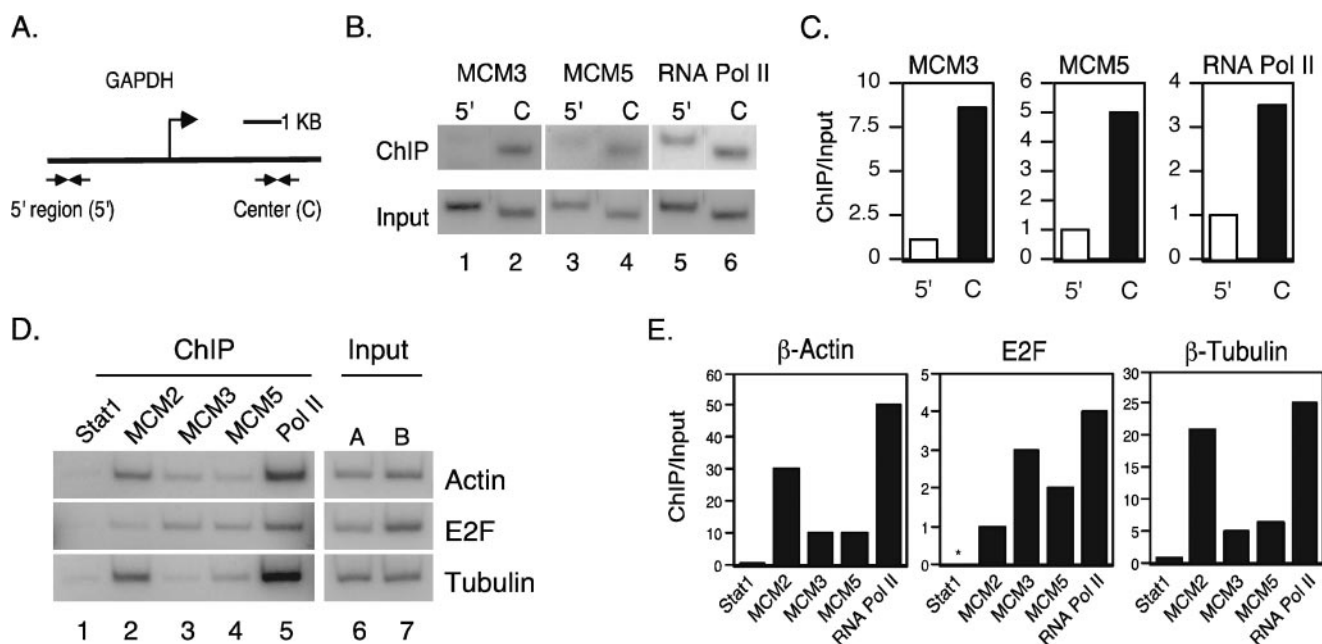 A.
GAPDH
1 KB
5' region (5')
Center (C)
B.
MCM3 MCM5 RNA Pol II
5' C 5' C 5' C
ChIP
Input
1 2 3 4 5 6
C.
MCM3 MCM5 RNA Pol II
ChIP/Input
10
7.5
5
2.5
0
6
5
4
3
2
1
0
4
3
2
1
0
5' C 5' C 5' C
D.
ChIP Input
Stat1 MCM2 MCM3 MCM5 Pol II A B
Actin
E2F
Tubulin
1 2 3 4 5 6 7
E.
β-Actin E2F β-Tubulin
ChIP/Input
60
50
40
30
20
10
0
5
4
3
2
1
0
*
30
25
20
15
10
5
0
Stat1 MCM2 MCM3 MCM5 RNA Pol II
Stat1 MCM2 MCM3 MCM5 RNA Pol II
Stat1 MCM2 MCM3 MCM5 RNA Pol II